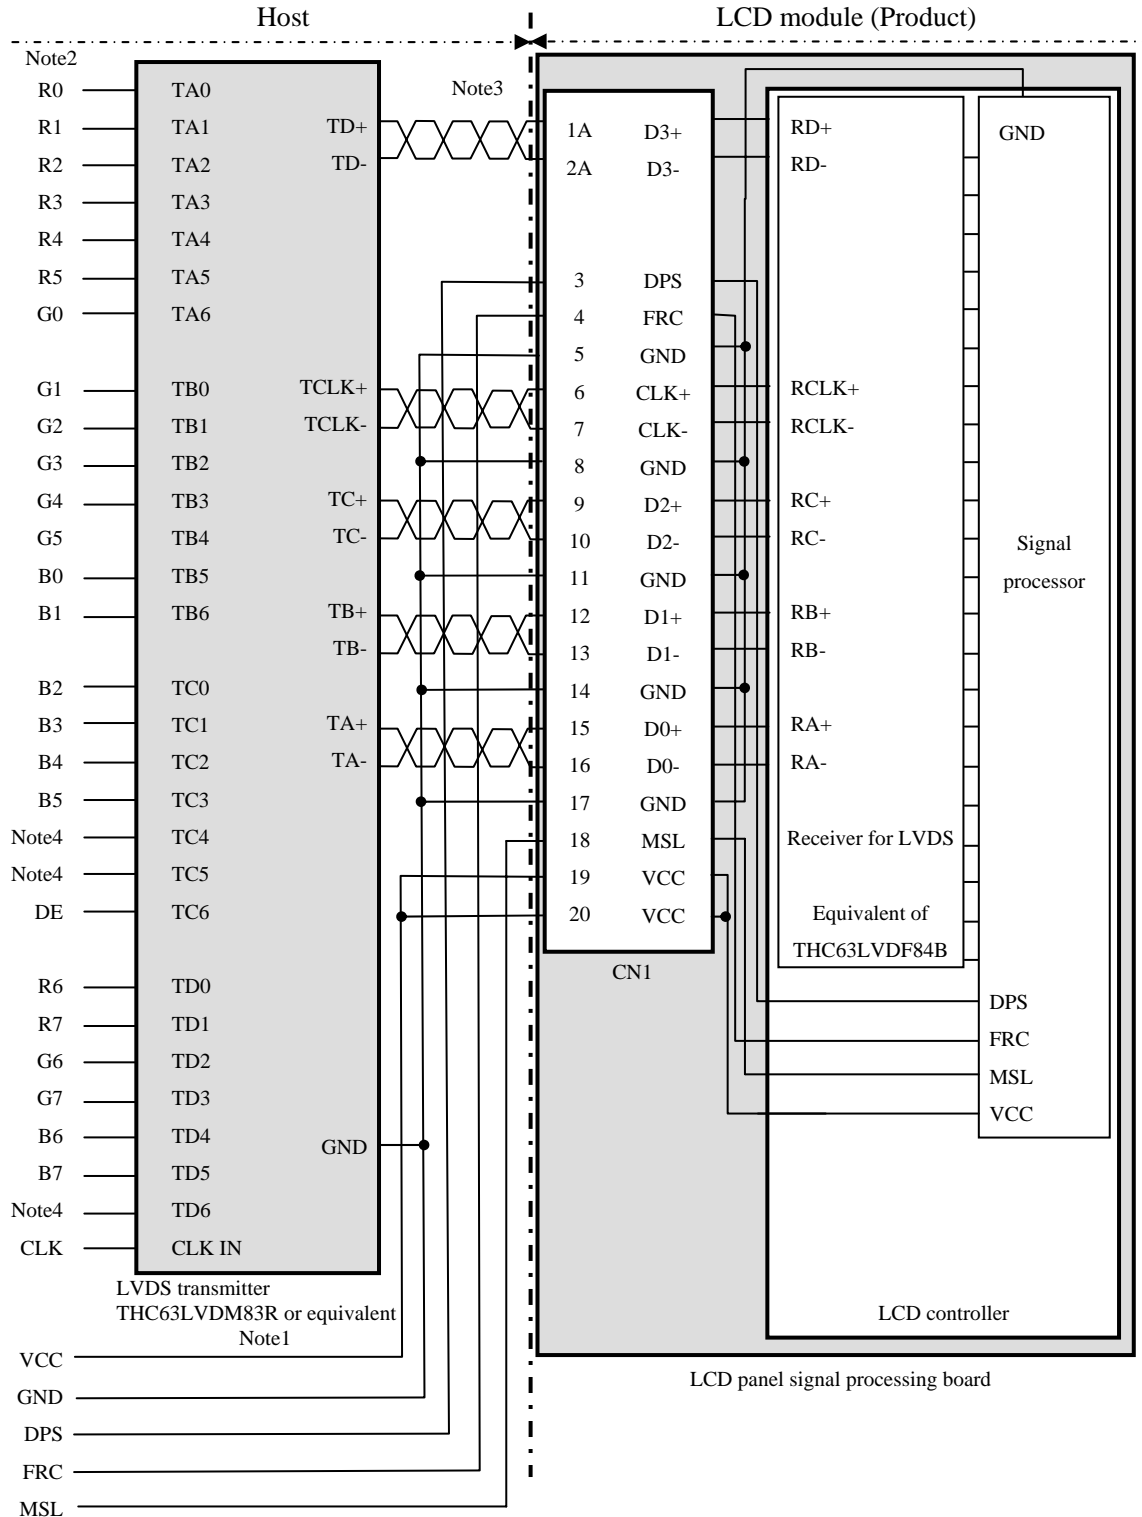 Host
LCD module (Product)
Note2
R0 TA0
R1 TA1 TD+
R2 TA2 TD-
R3 TA3
R4 TA4
R5 TA5
G0 TA6
G1 TB0 TCLK+
G2 TB1 TCLK-
G3 TB2
G4 TB3 TC+
G5 TB4 TC-
B0 TB5
B1 TB6 TB+
TB-
B2 TC0
B3 TC1 TA+
B4 TC2 TA-
B5 TC3
Note4 TC4
Note4 TC5
DE TC6
R6 TD0
R7 TD1
G6 TD2
G7 TD3
B6 TD4 GND
B7 TD5
Note4 TD6
CLK CLK IN
LVDS transmitter
THC63LVDM83R or equivalent
Note1
VCC
GND
DPS
FRC
MSL
Note3
1A D3+
2A D3-
3 DPS
4 FRC
5 GND
6 CLK+
7 CLK-
8 GND
9 D2+
10 D2-
11 GND
12 D1+
13 D1-
14 GND
15 D0+
16 D0-
17 GND
18 MSL
19 VCC
20 VCC
CN1
RD+
RD-
RCLK+
RCLK-
RC+
RC-
RB+
RB-
RA+
RA-
Receiver for LVDS
Equivalent of
THC63LVDF84B
GND
Signal
processor
DPS
FRC
MSL
VCC
LCD controller
LCD panel signal processing board